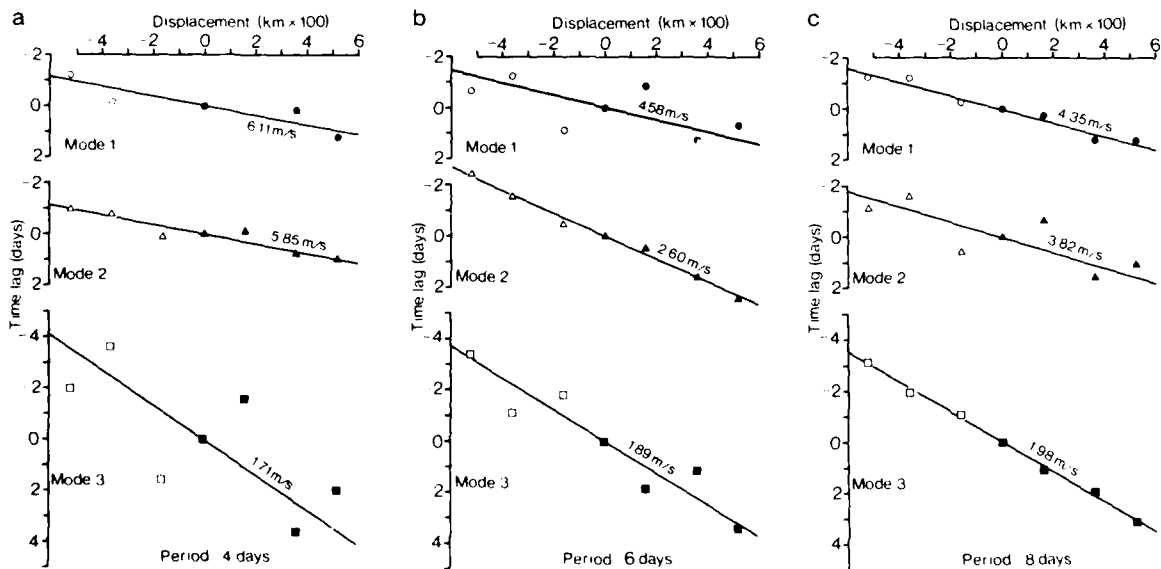 a
Displacement (km × 100)
-4 -2 0 2 4 6
-2
0
2
6.11 m/s
Mode 1
-2
0
2
5.85 m/s
Mode 2
Time lag (days)
-4
-2
0
2
4
1.71 m/s
Mode 3
Period 4 days
b
Displacement (km × 100)
-4 -2 0 2 4 6
-2
0
2
4.58 m/s
Mode 1
-2
0
2
2.60 m/s
Mode 2
Time lag (days)
-4
-2
0
2
4
1.89 m/s
Mode 3
Period 6 days
c
Displacement (km × 100)
-4 -2 0 2 4 6
-2
0
2
4.35 m/s
Mode 1
-2
0
2
3.82 m/s
Mode 2
Time lag (days)
-4
-2
0
2
4
1.98 m/s
Mode 3
Period 8 days